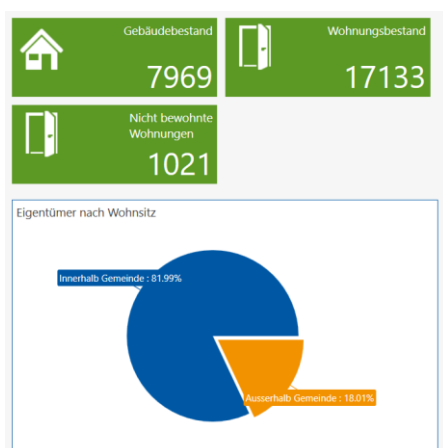 Gebäudebestand
7969
Wohnungsbestand
17133
Nicht bewohnte
Wohnungen
1021
Eigentümer nach Wohnsitz
Innerhalb Gemeinde : 81.99%
Ausserhalb Gemeinde : 18.01%